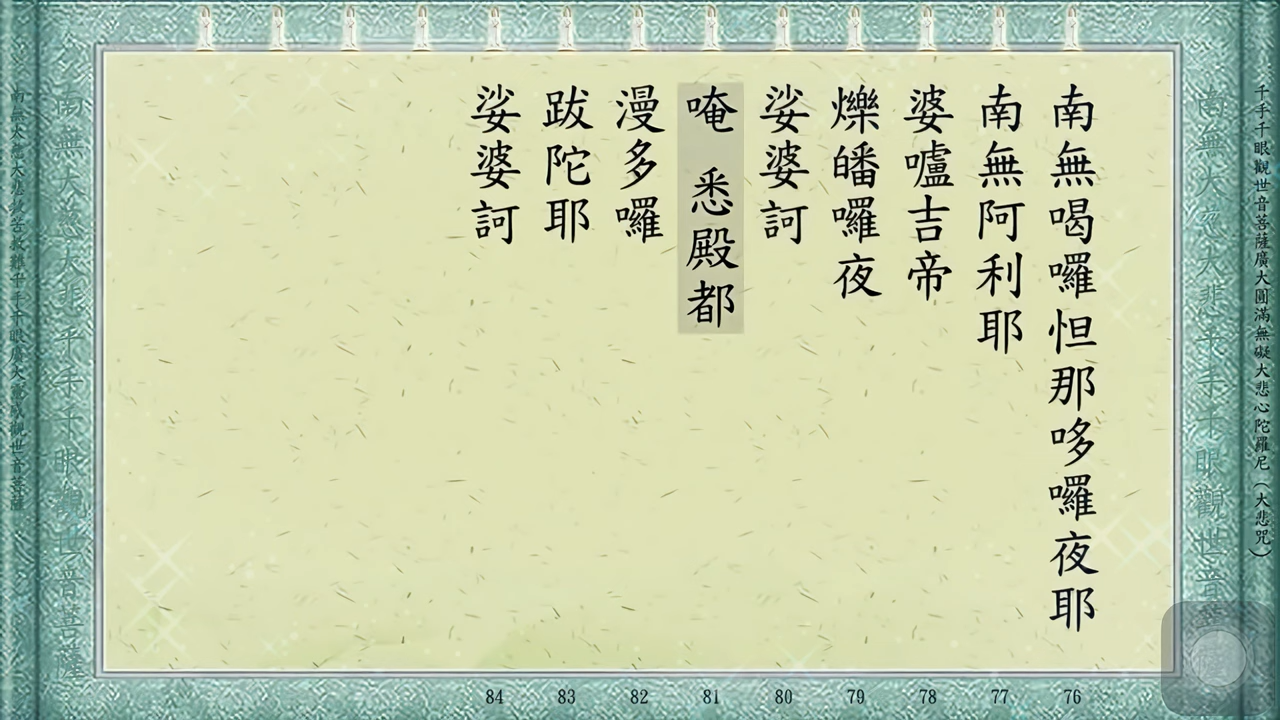 千手千眼觀世音菩薩廣大圓滿無礙大悲心陀羅尼（大悲咒）
南無喝囉怛那哆囉夜耶
南無阿利耶
婆嚧吉帝
爍皤囉夜
娑婆訶
唵 悉殿都
漫多囉
跋陀耶
娑婆訶
84 83 82 81 80 79 78 77 76